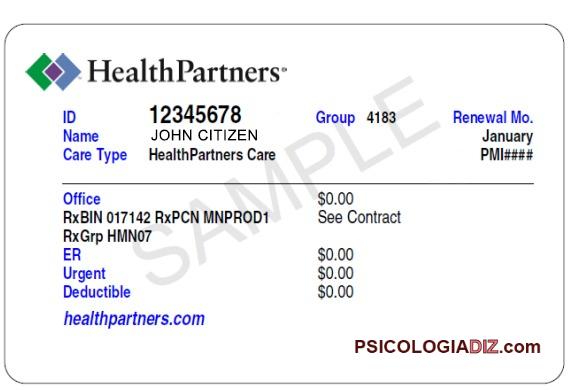 HealthPartners®
ID 12345678 Group 4183 Renewal Mo.
Name JOHN CITIZEN January
Care Type HealthPartners Care PMI####
SAMPLE
Office $0.00
RxBIN 017142 RxPCN MNPROD1 See Contract
RxGrp HMN07
ER $0.00
Urgent $0.00
Deductible $0.00
healthpartners.com
PSICOLOGIADIZ.com